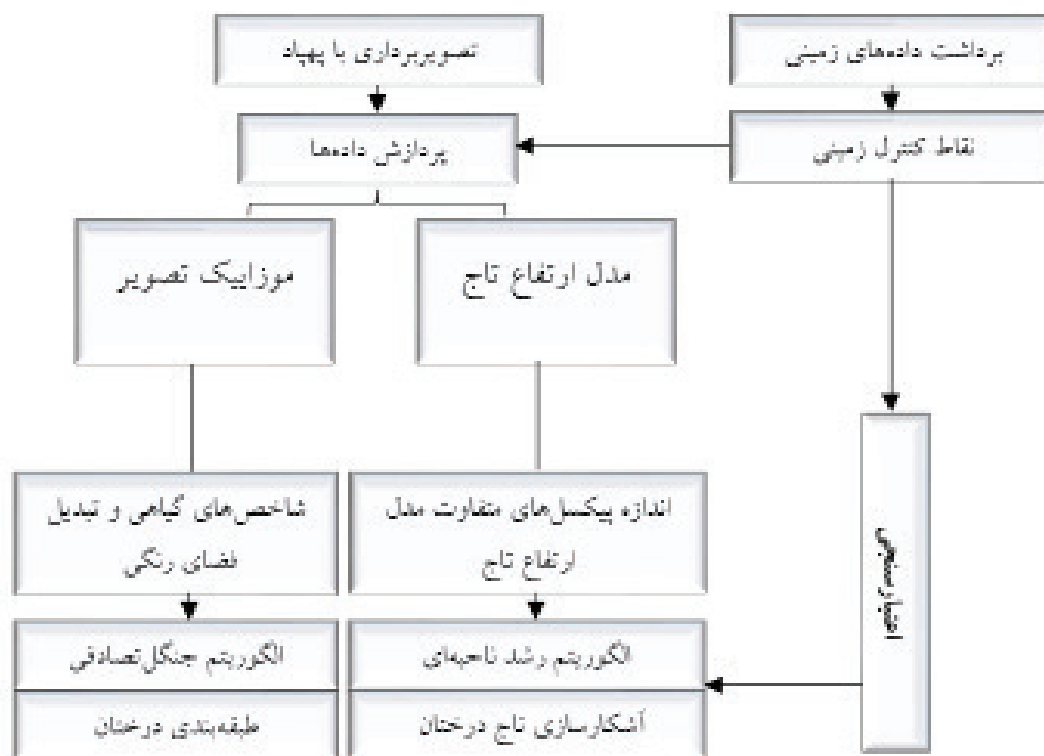 برداشت داده‌های زمینی
تصویربرداری با پهپاد
نقاط کنترل زمینی
پردازش داده‌ها
مدل ارتفاع تاج
موزاییک تصویر
اعتبارسنجی
اندازه پیکسل‌های متفاوت مدل
ارتفاع تاج
شاخص‌های گیاهی و تبدیل
فضای رنگی
الگوریتم رشد ناحیه‌ای
الگوریتم جنگل‌تصادفی
آشکارسازی تاج درختان
طبقه‌بندی درختان